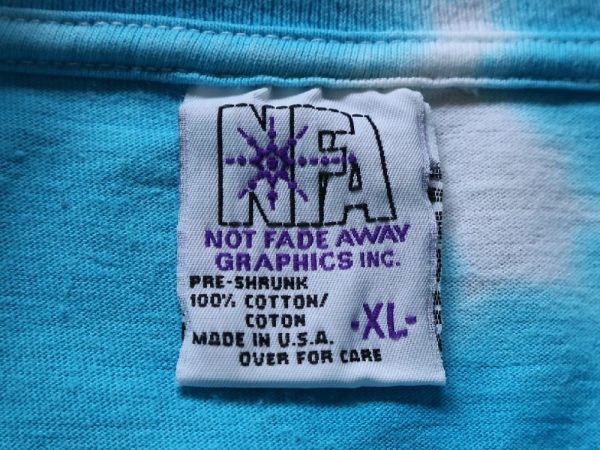 NFA
NOT FADE AWAY
GRAPHICS INC.
PRE-SHRUNK
100% COTTON/
COTON
-XL-
MADE IN U.S.A.
OVER FOR CARE